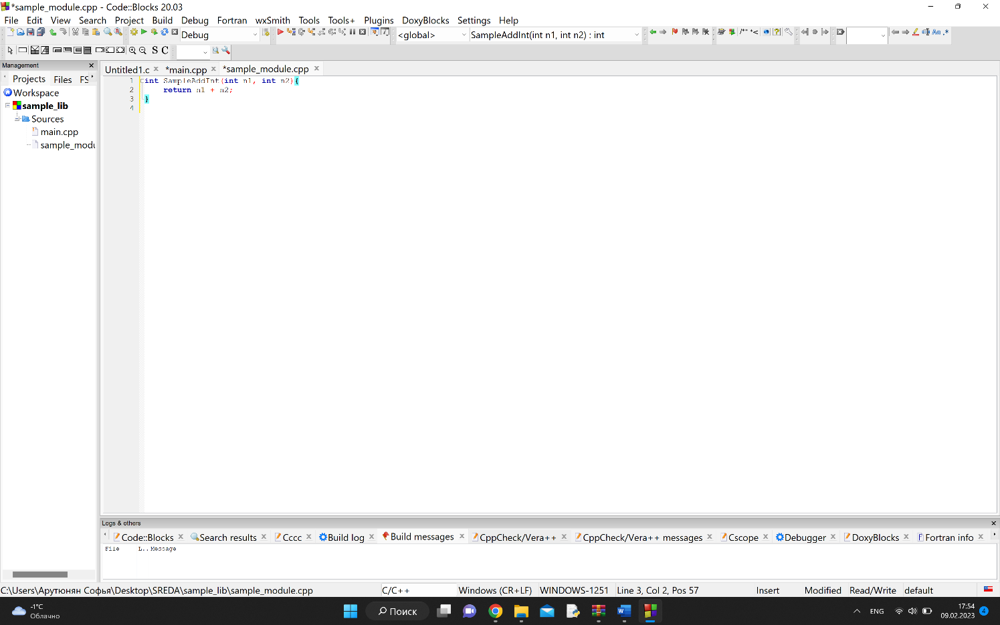 *sample_module.cpp - Code::Blocks 20.03
File Edit View Search Project Build Debug Fortran wxSmith Tools Tools+ Plugins DoxyBlocks Settings Help
Debug <global> SampleAddInt(int n1, int n2) : int /** *< Aa .*
S C
Management
Projects Files FS
Untitled1.c *main.cpp *sample_module.cpp
Workspace
sample_lib
Sources
main.cpp
sample_modu
1 int SampleAddInt(int n1, int n2){
2 return n1 + n2;
3 }
4
Logs & others
Code::Blocks Search results Cccc Build log Build messages CppCheck/Vera++ CppCheck/Vera++ messages Cscope Debugger DoxyBlocks Fortran info
File L.. Message
C:\Users\Арутюнян Софья\Desktop\SREDA\sample_lib\sample_module.cpp C/C++ Windows (CR+LF) WINDOWS-1251 Line 3, Col 2, Pos 57 Insert Modified Read/Write default
-1°C
Облачно
Поиск
ENG
17:54
09.02.2023
4